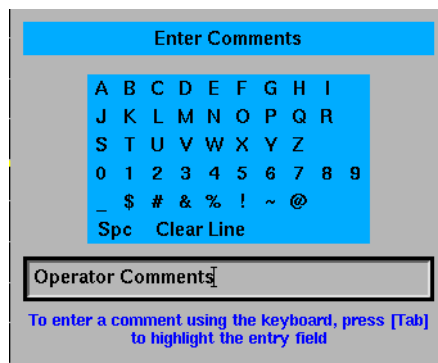 Enter Comments
A B C D E F G H I
J K L M N O P Q R
S T U V W X Y Z
0 1 2 3 4 5 6 7 8 9
_ $ # & % ! ~ @
Spc Clear Line
Operator Comments
To enter a comment using the keyboard, press [Tab]
to highlight the entry field